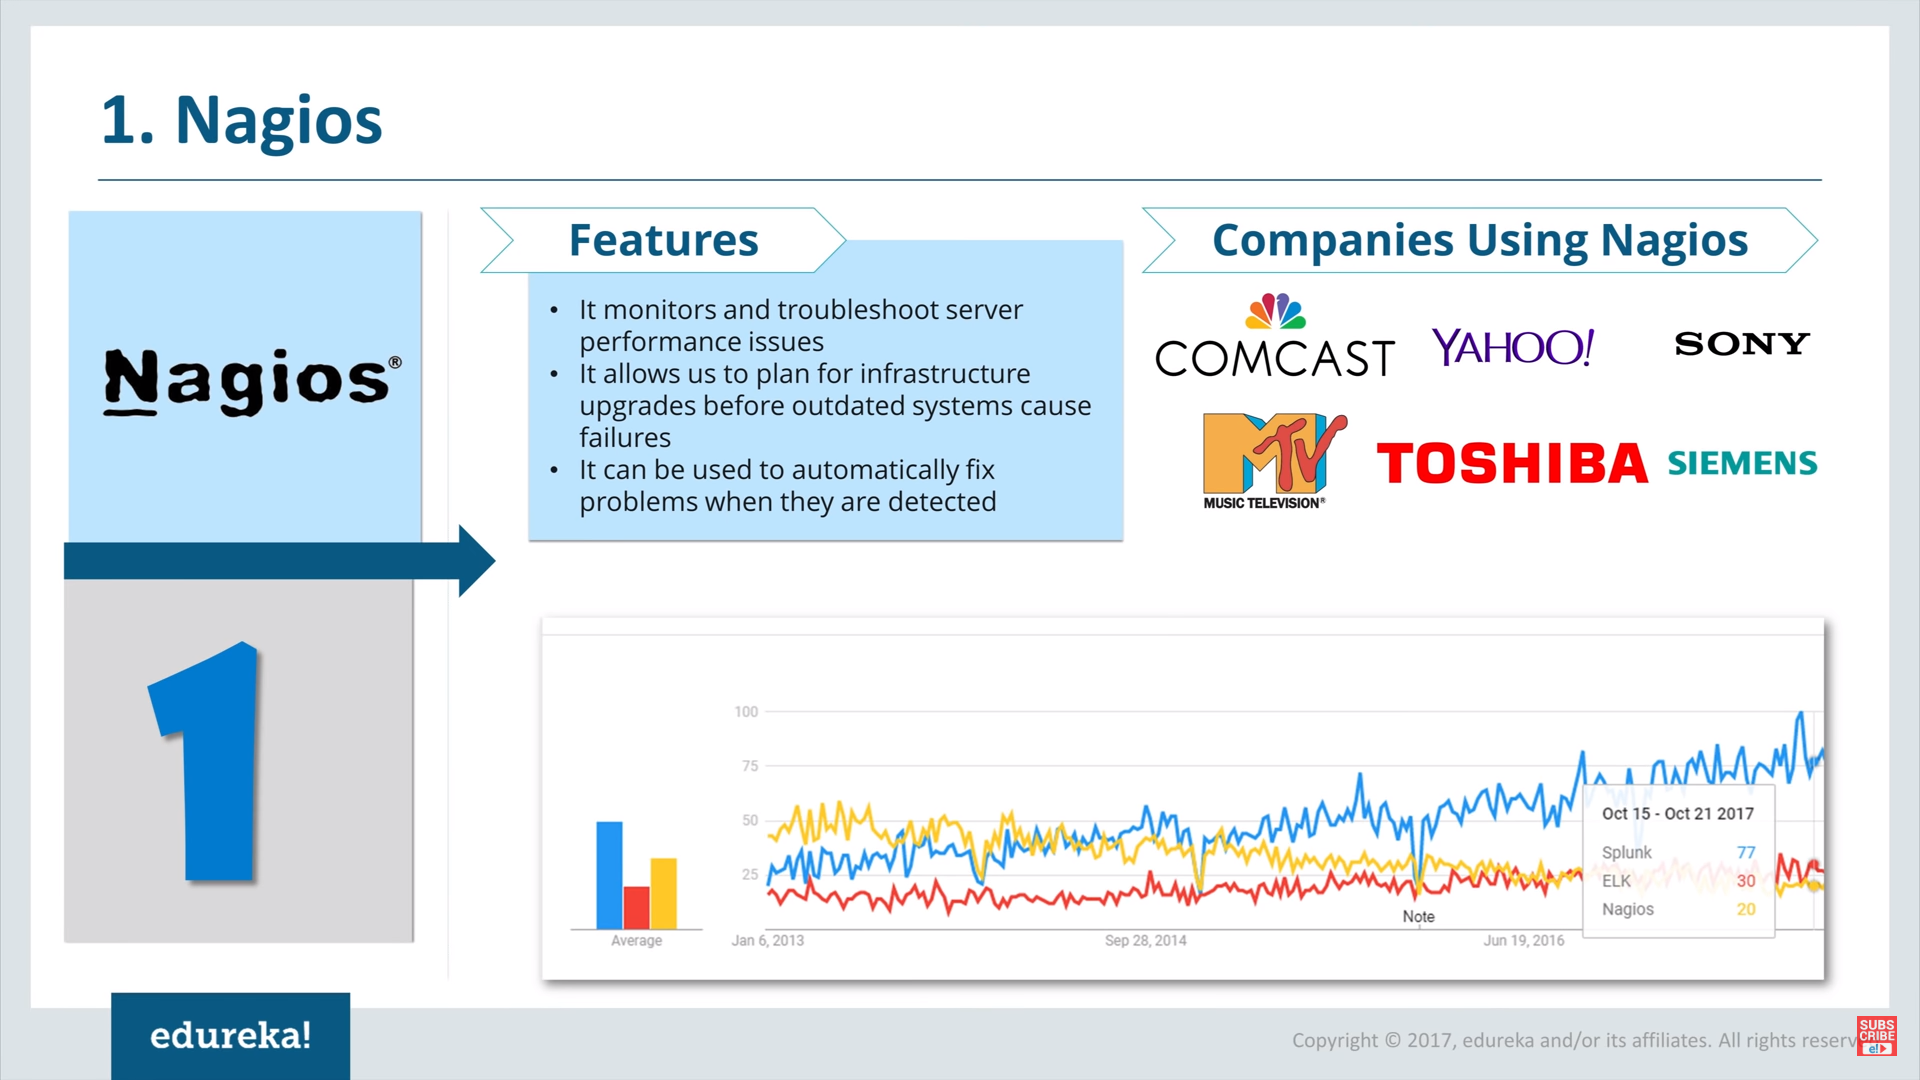 1. Nagios
Nagios®
1
Features
It monitors and troubleshoot server
performance issues
It allows us to plan for infrastructure
upgrades before outdated systems cause
failures
It can be used to automatically fix
problems when they are detected
Companies Using Nagios
COMCAST
YAHOO!
SONY
MTV
MUSIC TELEVISION®
TOSHIBA
SIEMENS
100
75
50
25
Average
Jan 6, 2013
Sep 28, 2014
Jun 19, 2016
Note
Oct 15 - Oct 21 2017
Splunk 77
ELK 30
Nagios 20
edureka!
Copyright © 2017, edureka and/or its affiliates. All rights reserv
SUBS
CRIBE
e!